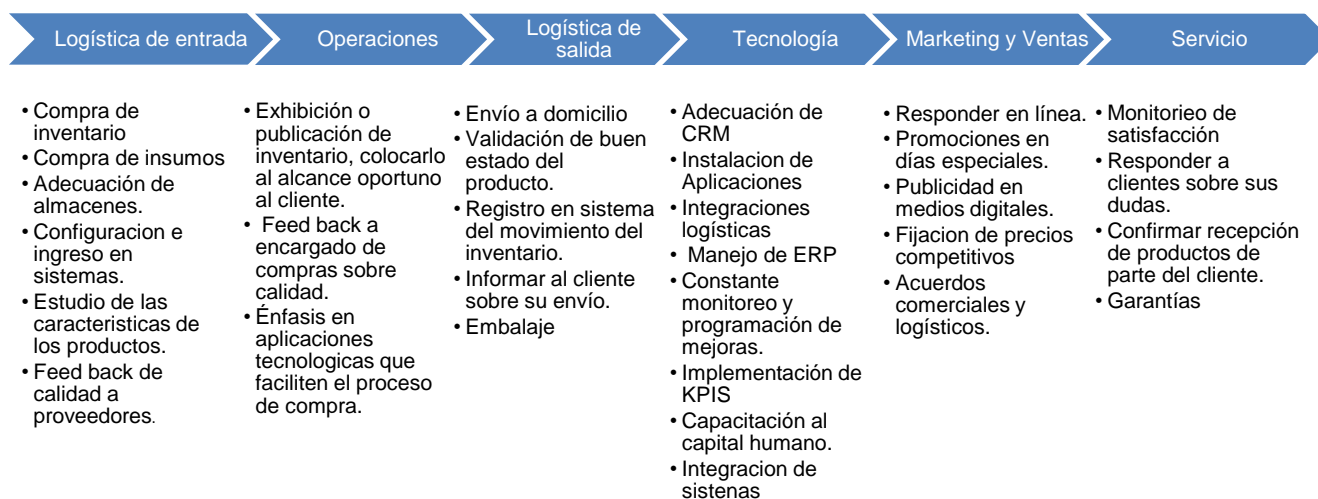 Logística de entrada
Operaciones
Logística de
salida
Tecnología
Marketing y Ventas
Servicio
• Compra de
inventario
• Compra de insumos
• Adecuación de
almacenes.
• Configuracion e
ingreso en
sistemas.
• Estudio de las
caracteristicas de
los productos.
• Feed back de
calidad a
proveedores.
• Exhibición o
publicación de
inventario, colocarlo
al alcance oportuno
al cliente.
• Feed back a
encargado de
compras sobre
calidad.
• Énfasis en
aplicaciones
tecnologicas que
faciliten el proceso
de compra.
• Envío a domicilio
• Validación de buen
estado del
producto.
• Registro en sistema
del movimiento del
inventario.
• Informar al cliente
sobre su envío.
• Embalaje
• Adecuación de
CRM
• Instalacion de
Aplicaciones
• Integraciones
logísticas
• Manejo de ERP
• Constante
monitoreo y
programación de
mejoras.
• Implementación de
KPIS
• Capacitación al
capital humano.
• Integracion de
sistenas
• Responder en línea.
• Promociones en
días especiales.
• Publicidad en
medios digitales.
• Fijacion de precios
competitivos
• Acuerdos
comerciales y
logísticos.
• Monitorieo de
satisfacción
• Responder a
clientes sobre sus
dudas.
• Confirmar recepción
de productos de
parte del cliente.
• Garantías